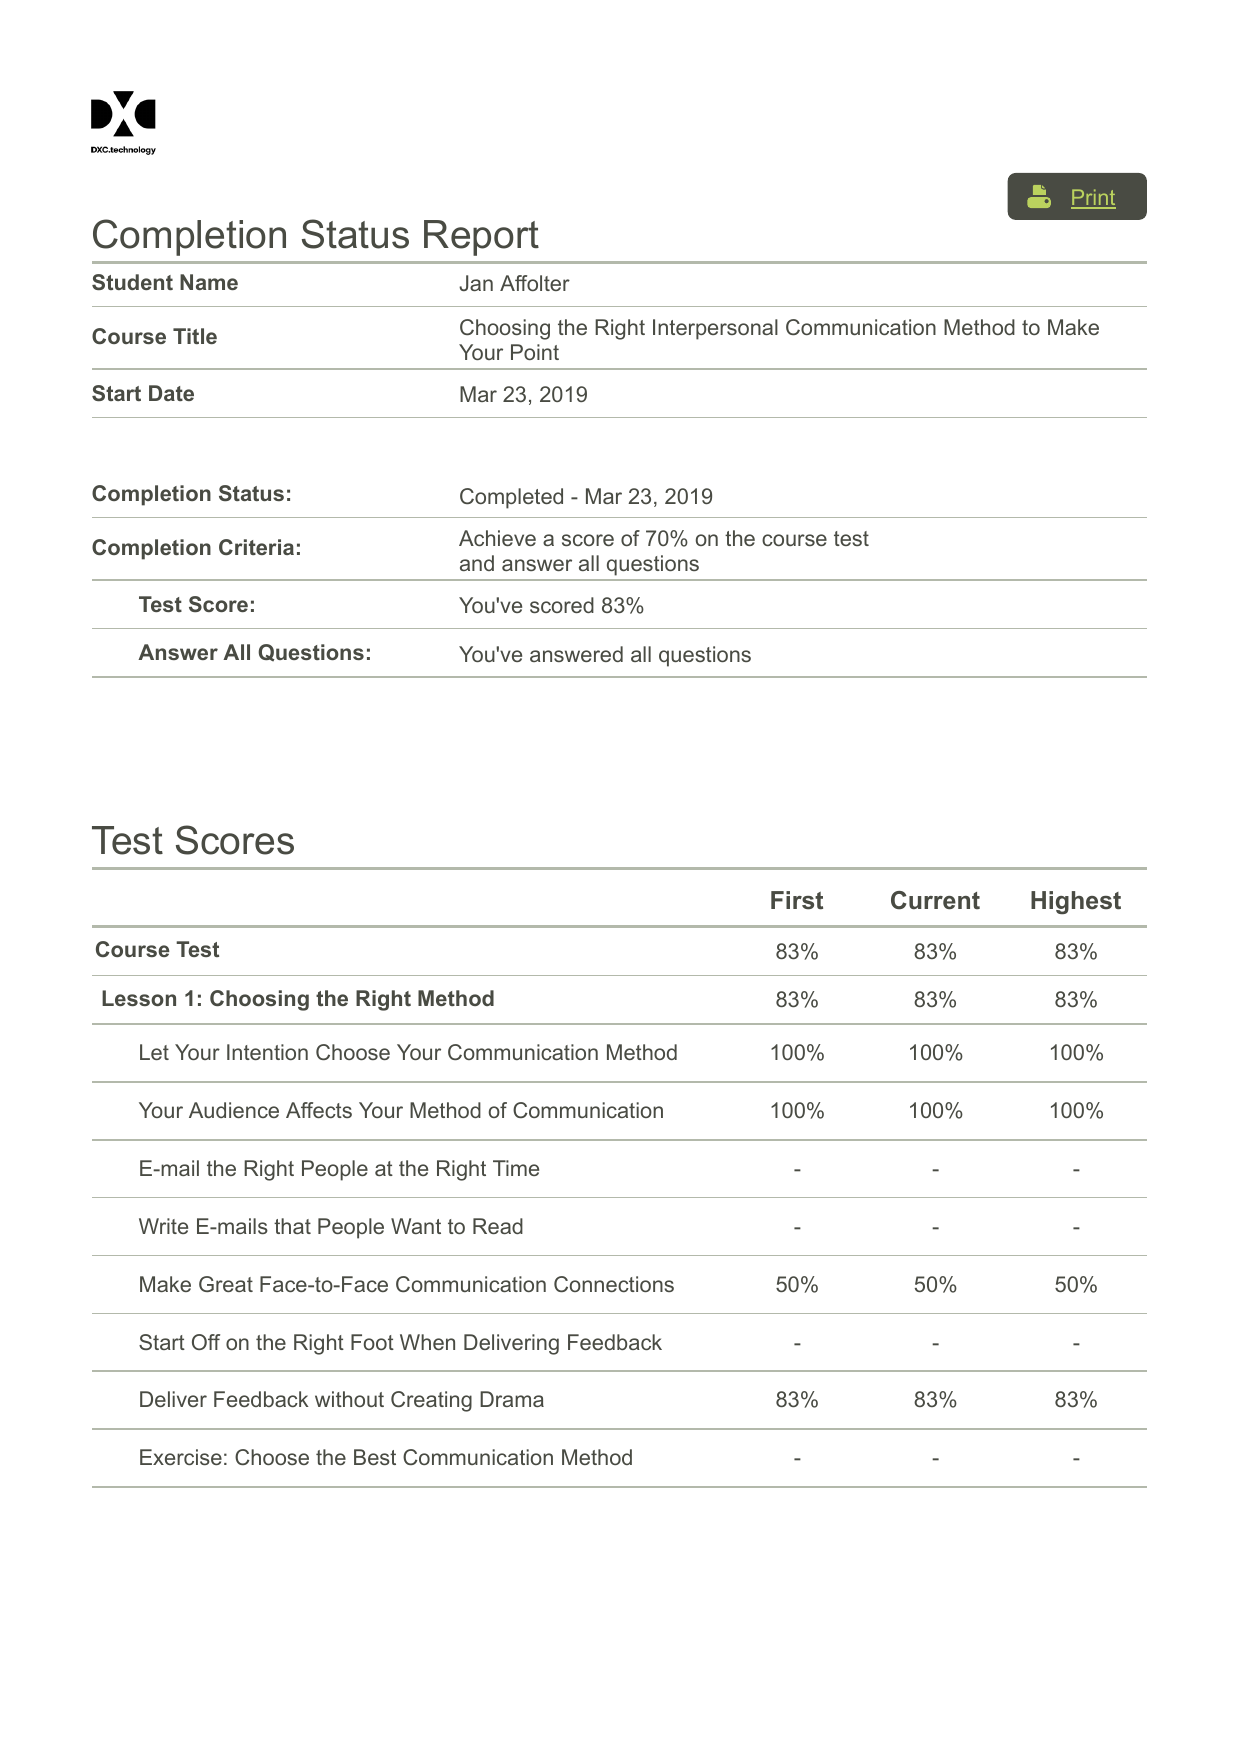 DXC.technology
Print
Completion Status Report
Student Name Jan Affolter
Course Title Choosing the Right Interpersonal Communication Method to Make
Your Point
Start Date Mar 23, 2019
Completion Status: Completed - Mar 23, 2019
Completion Criteria: Achieve a score of 70% on the course test
and answer all questions
Test Score: You've scored 83%
Answer All Questions: You've answered all questions
Test Scores
First Current Highest
Course Test 83% 83% 83%
Lesson 1: Choosing the Right Method 83% 83% 83%
Let Your Intention Choose Your Communication Method 100% 100% 100%
Your Audience Affects Your Method of Communication 100% 100% 100%
E-mail the Right People at the Right Time - - -
Write E-mails that People Want to Read - - -
Make Great Face-to-Face Communication Connections 50% 50% 50%
Start Off on the Right Foot When Delivering Feedback - - -
Deliver Feedback without Creating Drama 83% 83% 83%
Exercise: Choose the Best Communication Method - - -